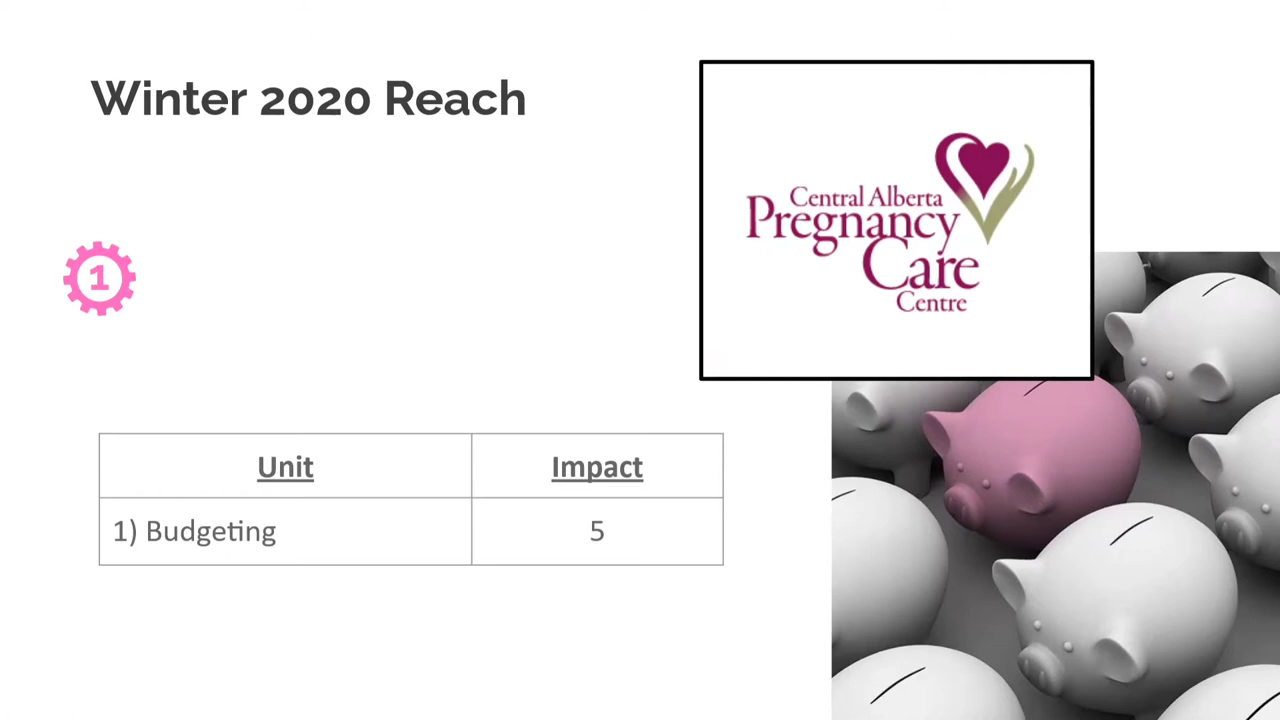 Winter 2020 Reach
Central Alberta
Pregnancy
Care
Centre
1
Unit Impact
1) Budgeting 5